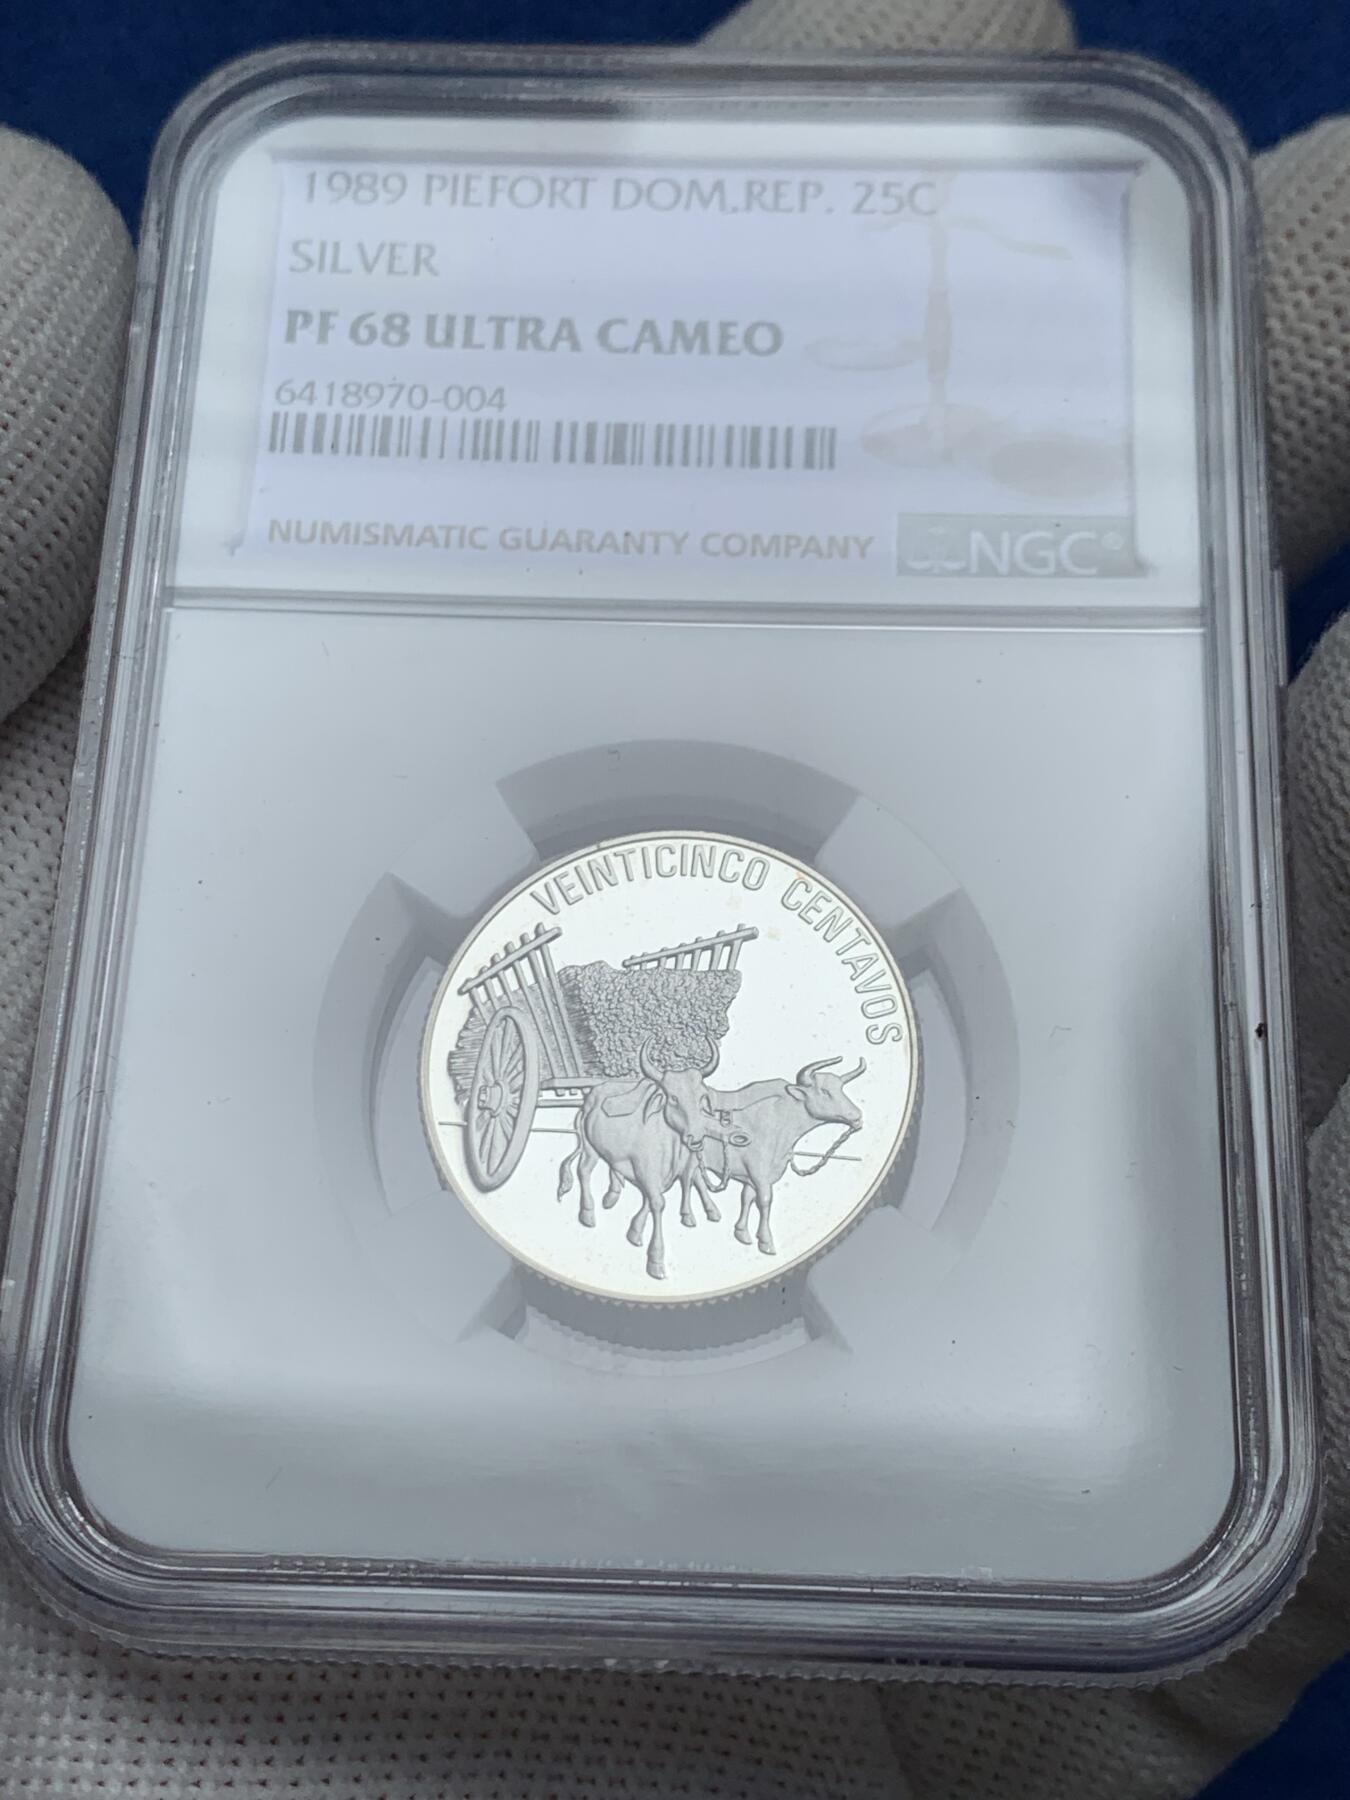 1989 PIEFORT DOM.REP. 25C
SILVER
PF 68 ULTRA CAMEO
6418970-004
NUMISMATIC GUARANTY COMPANY
NGC®
VEINTICINCO CENTAVOS